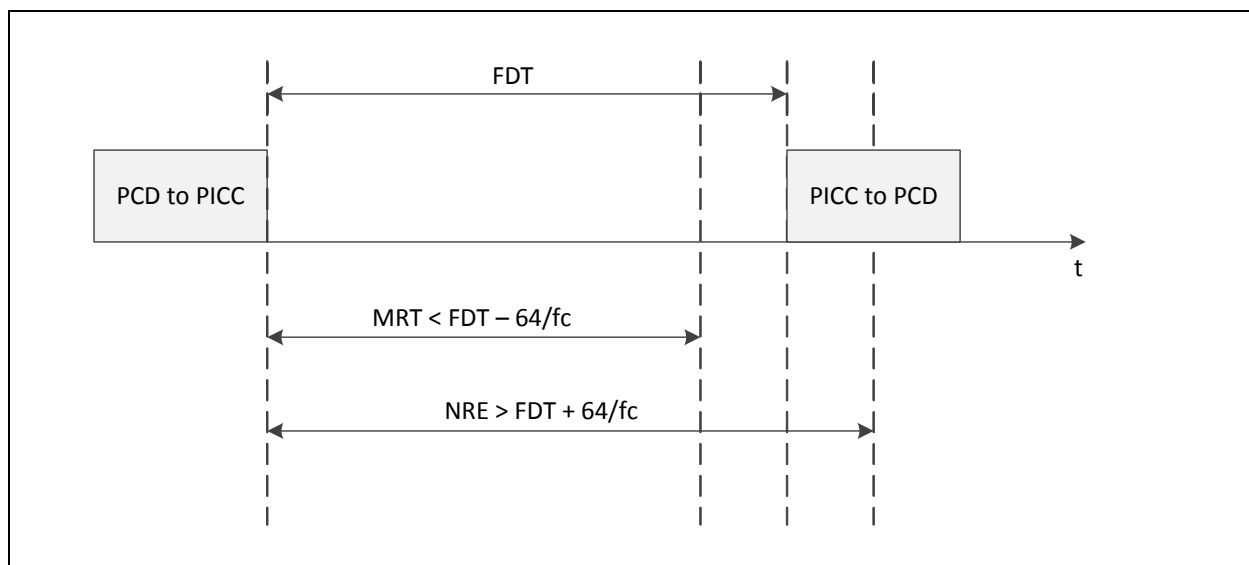 FDT
PCD to PICC
PICC to PCD
t
MRT < FDT – 64/fc
NRE > FDT + 64/fc